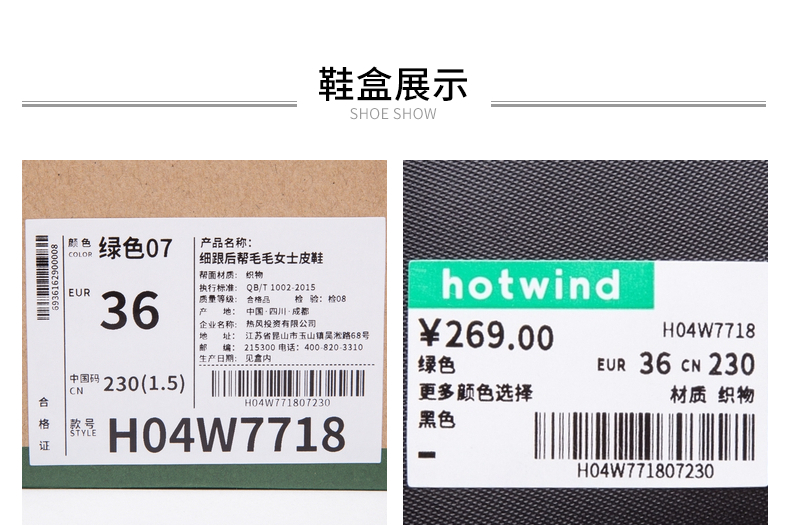 鞋盒展示
SHOE SHOW
6936162900008
颜色
COLOR
绿色07
EUR
36
中国码
CN
230(1.5)
合格证
款号
STYLE
H04W7718
产品名称：
细跟后帮毛毛女士皮鞋
帮面材质： 织物
执行标准: QB/T 1002-2015
质量等级: 合格品 检 验: 检08
产 地: 中国·四川·成都
企业名称: 热风投资有限公司
地 址: 江苏省昆山市玉山镇吴淞路68号
邮 编: 215300 电话: 400-820-3310
生产日期: 见盒内
H04W771807230
hotwind
¥269.00
H04W7718
绿色
EUR 36 CN 230
更多颜色选择
材质 织物
黑色
H04W771807230